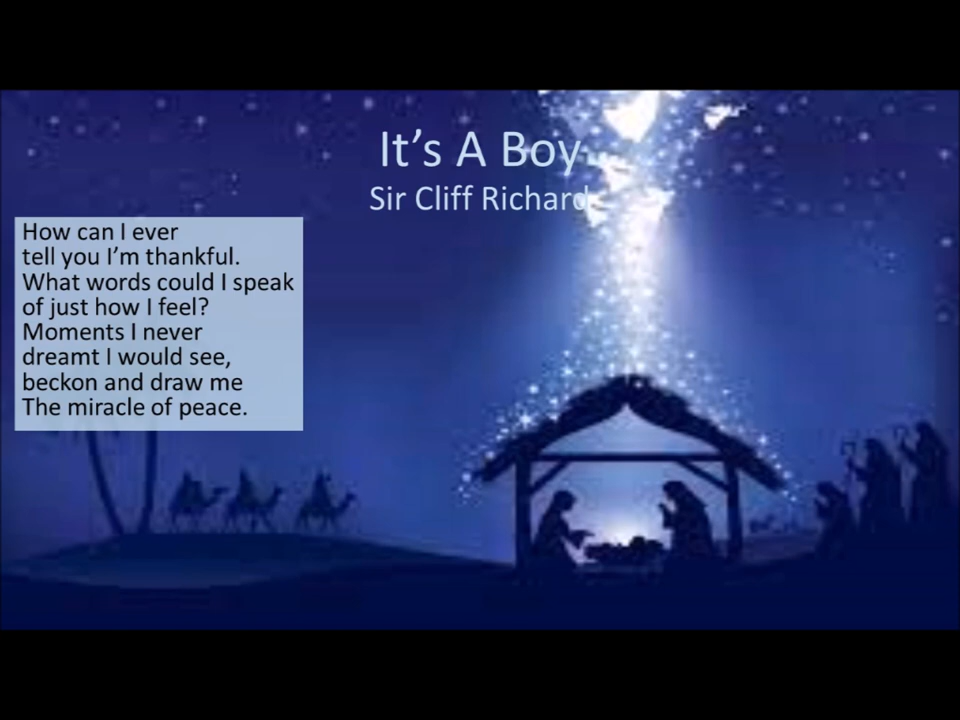 It's A Boy
Sir Cliff Richard
How can I ever
tell you I'm thankful.
What words could I speak
of just how I feel?
Moments I never
dreamt I would see,
beckon and draw me
The miracle of peace.